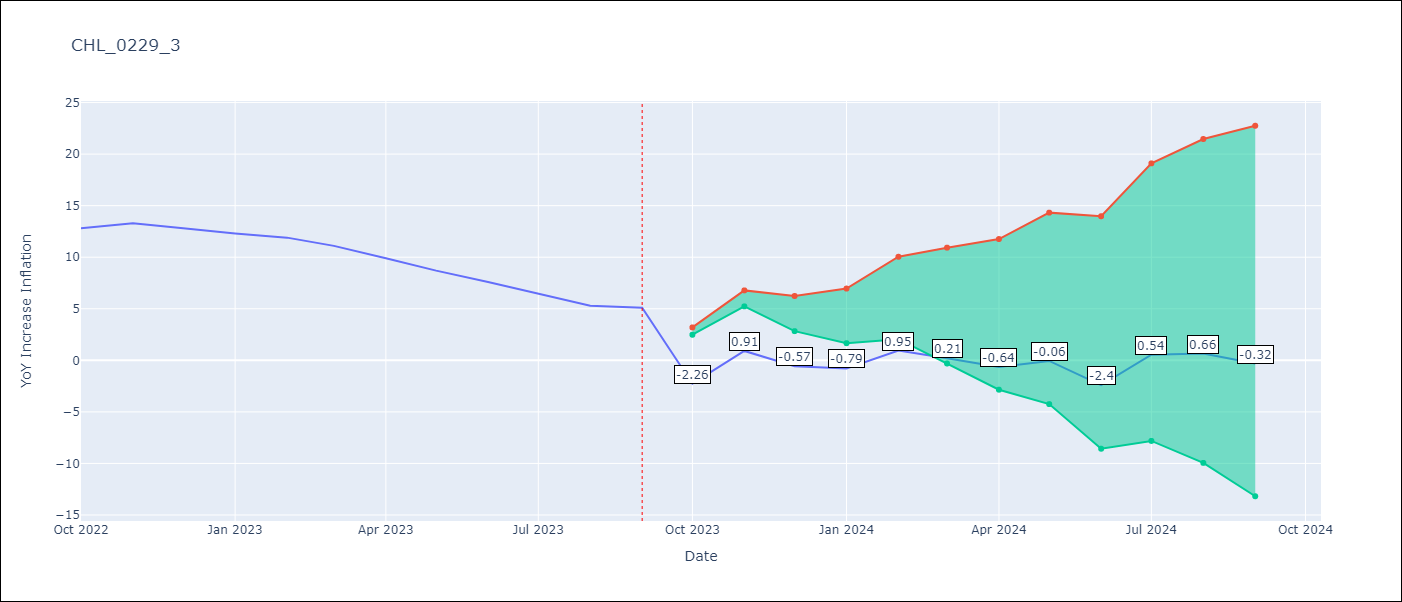 CHL_0229_3
YoY Increase Inflation
25
20
15
10
5
0
−5
−10
−15
-2.26
0.91
-0.57
-0.79
0.95
0.21
-0.64
-0.06
-2.4
0.54
0.66
-0.32
Oct 2022
Jan 2023
Apr 2023
Jul 2023
Oct 2023
Jan 2024
Apr 2024
Jul 2024
Oct 2024
Date